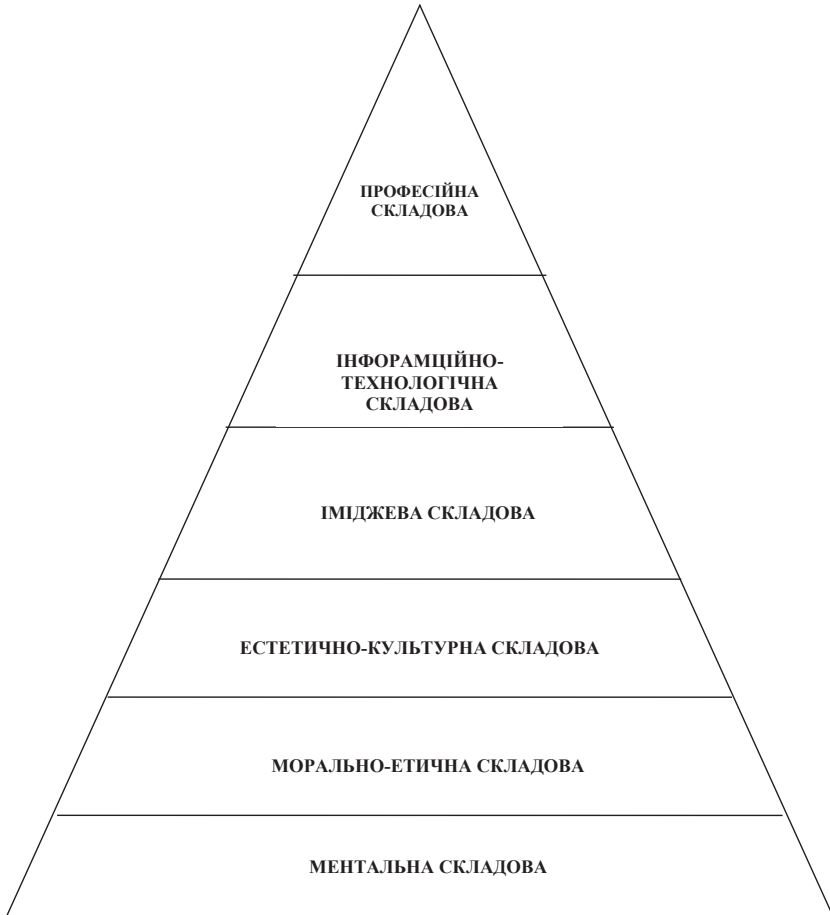 ПРОФЕСІЙНА
СКЛАДОВА
ІНФОРАМЦІЙНО-
ТЕХНОЛОГІЧНА
СКЛАДОВА
ІМІДЖЕВА СКЛАДОВА
ЕСТЕТИЧНО-КУЛЬТУРНА СКЛАДОВА
МОРАЛЬНО-ЕТИЧНА СКЛАДОВА
МЕНТАЛЬНА СКЛАДОВА